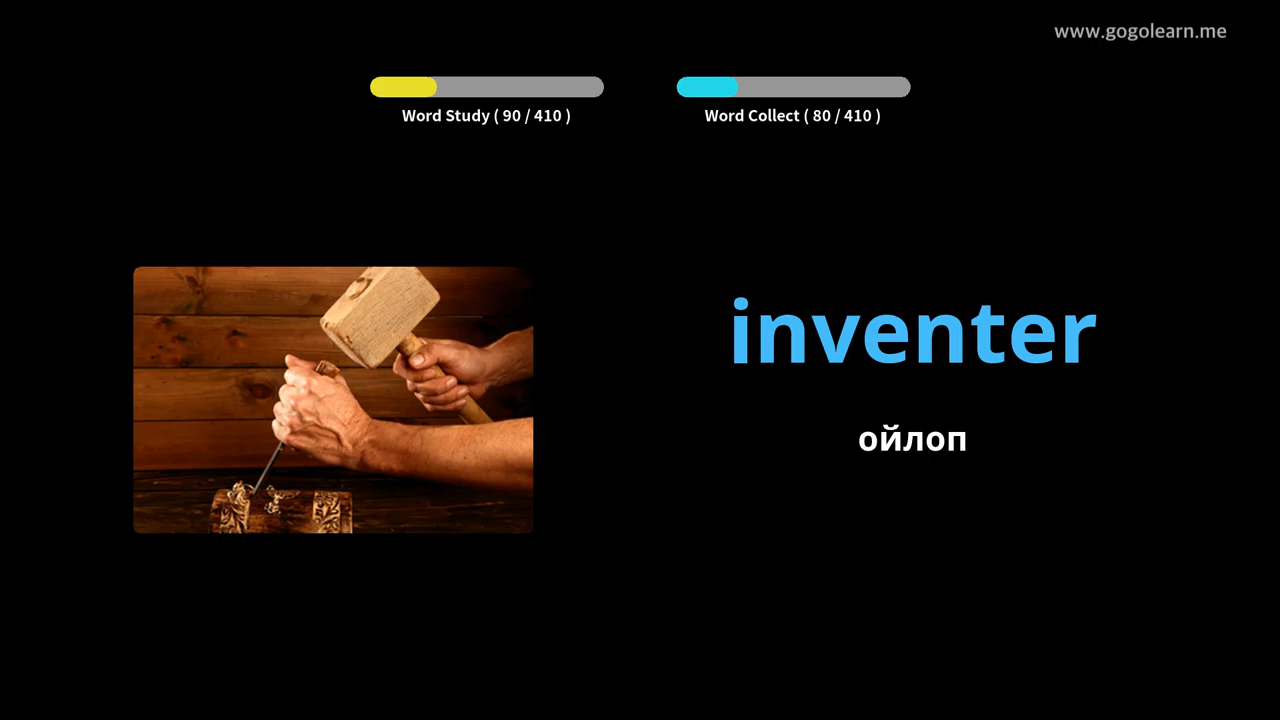 www.gogolearn.me
Word Study ( 90 / 410 )
Word Collect ( 80 / 410 )
inventer
ойлоп